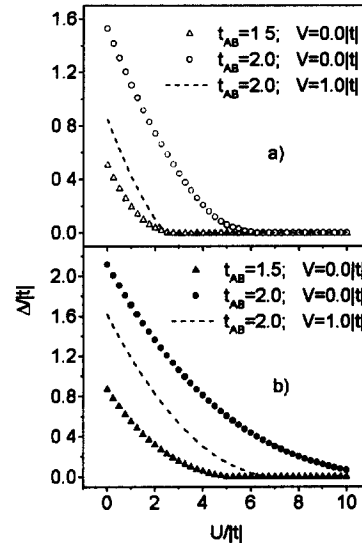 1.6
1.2
0.8
0 4
0.0
t_AB=1 5; V=0.0|t|
t_AB=2.0; V=0.0|t|
t_AB=2.0; V=1.0|t|
a)
Δ/|t|
2.0
1.6
1.2
0.8
0 4
0.0
t_AB=1.5; V=0.0|t|
t_AB=2.0; V=0.0|t|
t_AB=2.0; V=1.0|t|
b)
0 2 4 6 8 10
U/|t|